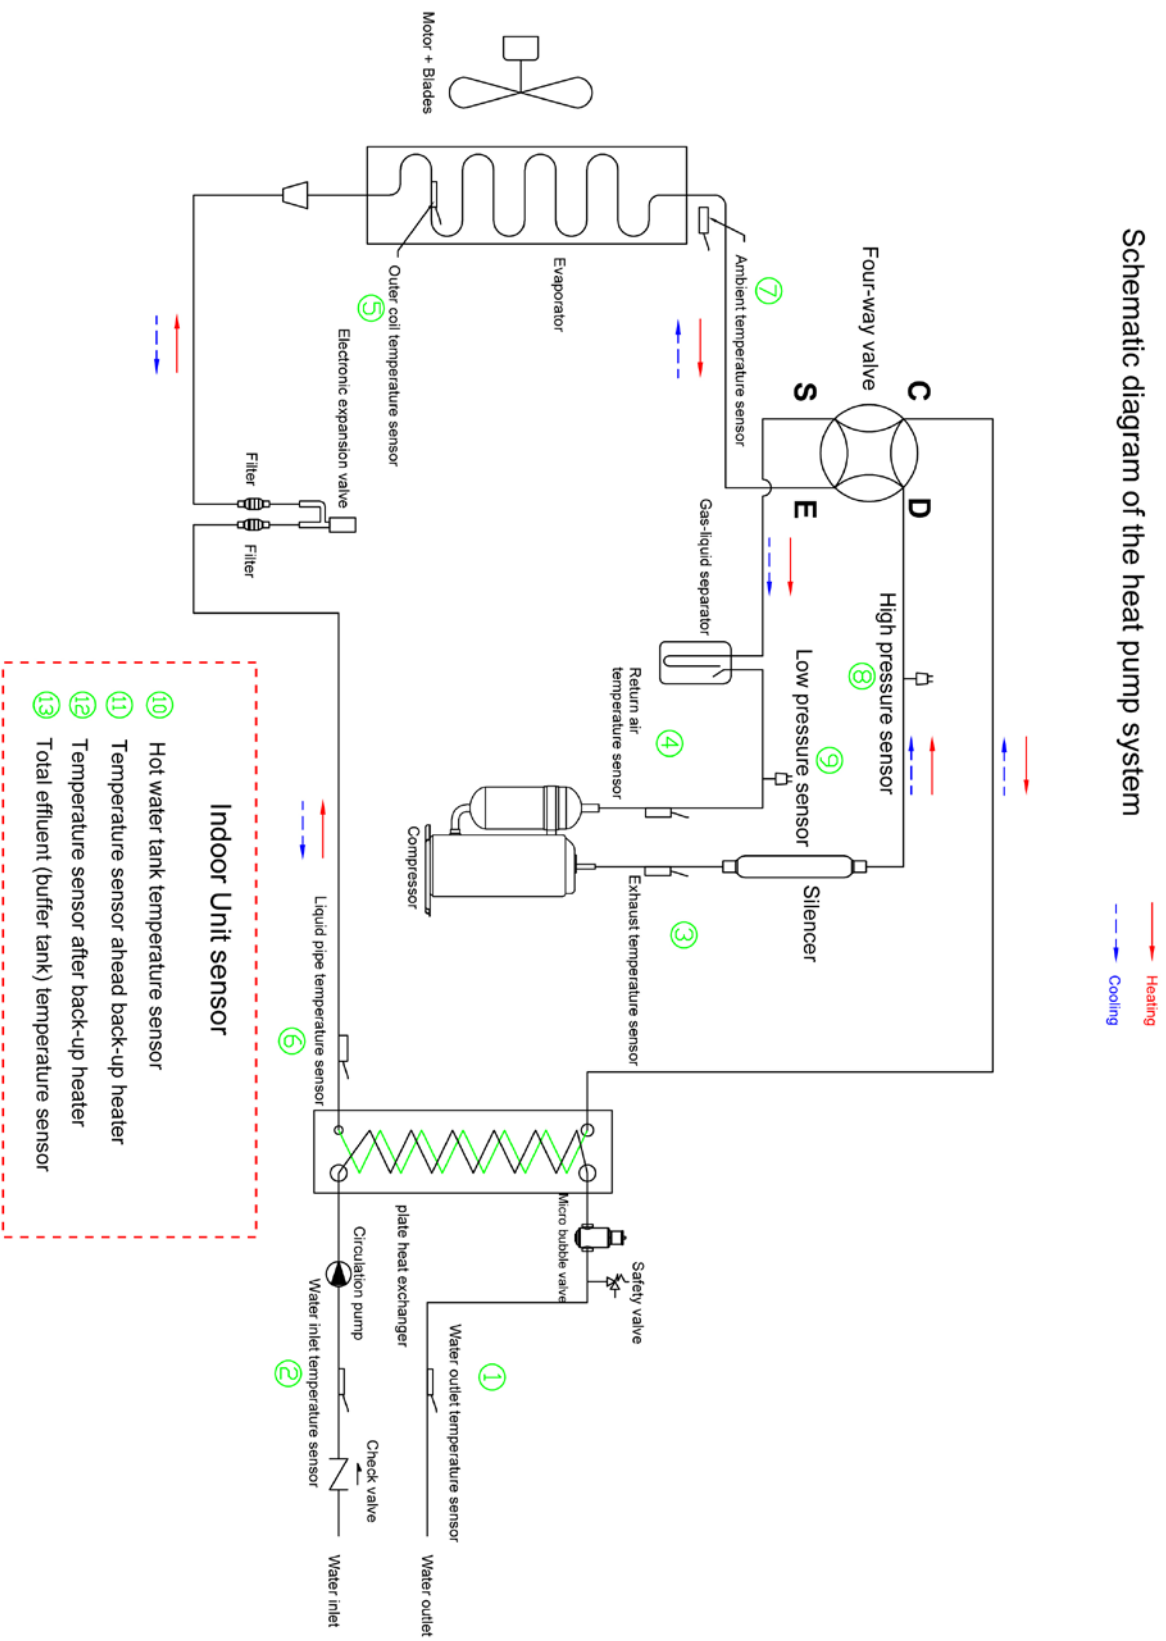 Schematic diagram of the heat pump system
Heating
Cooling
Four-way valve
C
S
D
E
Motor + Blades
Evaporator
Ambient temperature sensor
⑦
Outer coil temperature sensor
⑤
Electronic expansion valve
Filter
Filter
Gas-liquid separator
High pressure sensor
⑧
Low pressure sensor
⑨
Return air
temperature sensor
④
Compressor
Silencer
Exhaust temperature sensor
③
Liquid pipe temperature sensor
⑥
plate heat exchanger
Micro bubble valve
Safety valve
Circulation pump
Water inlet temperature sensor
②
Water outlet temperature sensor
①
Check valve
Water outlet
Water inlet
Indoor Unit sensor
⑩ Hot water tank temperature sensor
⑪ Temperature sensor ahead back-up heater
⑫ Temperature sensor after back-up heater
⑬ Total effluent (buffer tank) temperature sensor